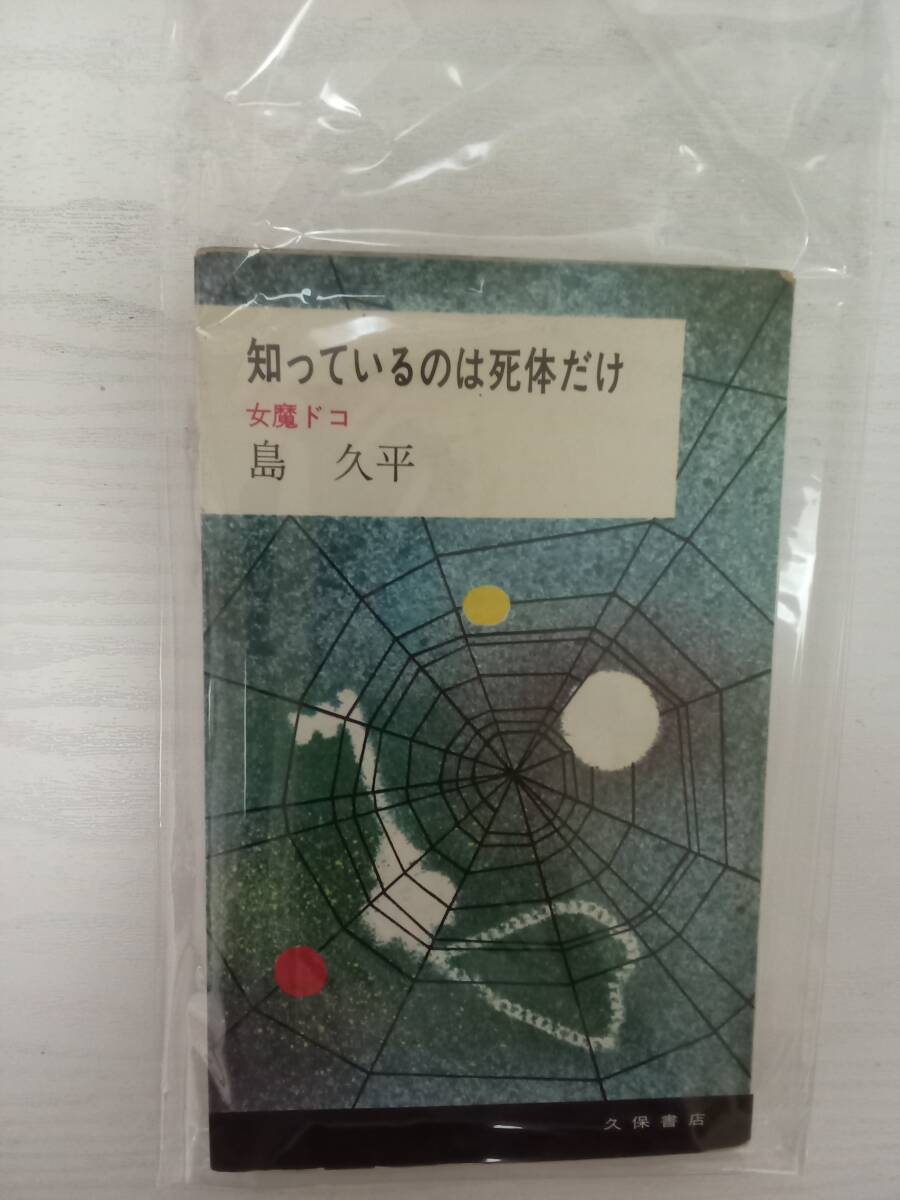 知っているのは死体だけ
女魔ドコ
島 久平
久保書店